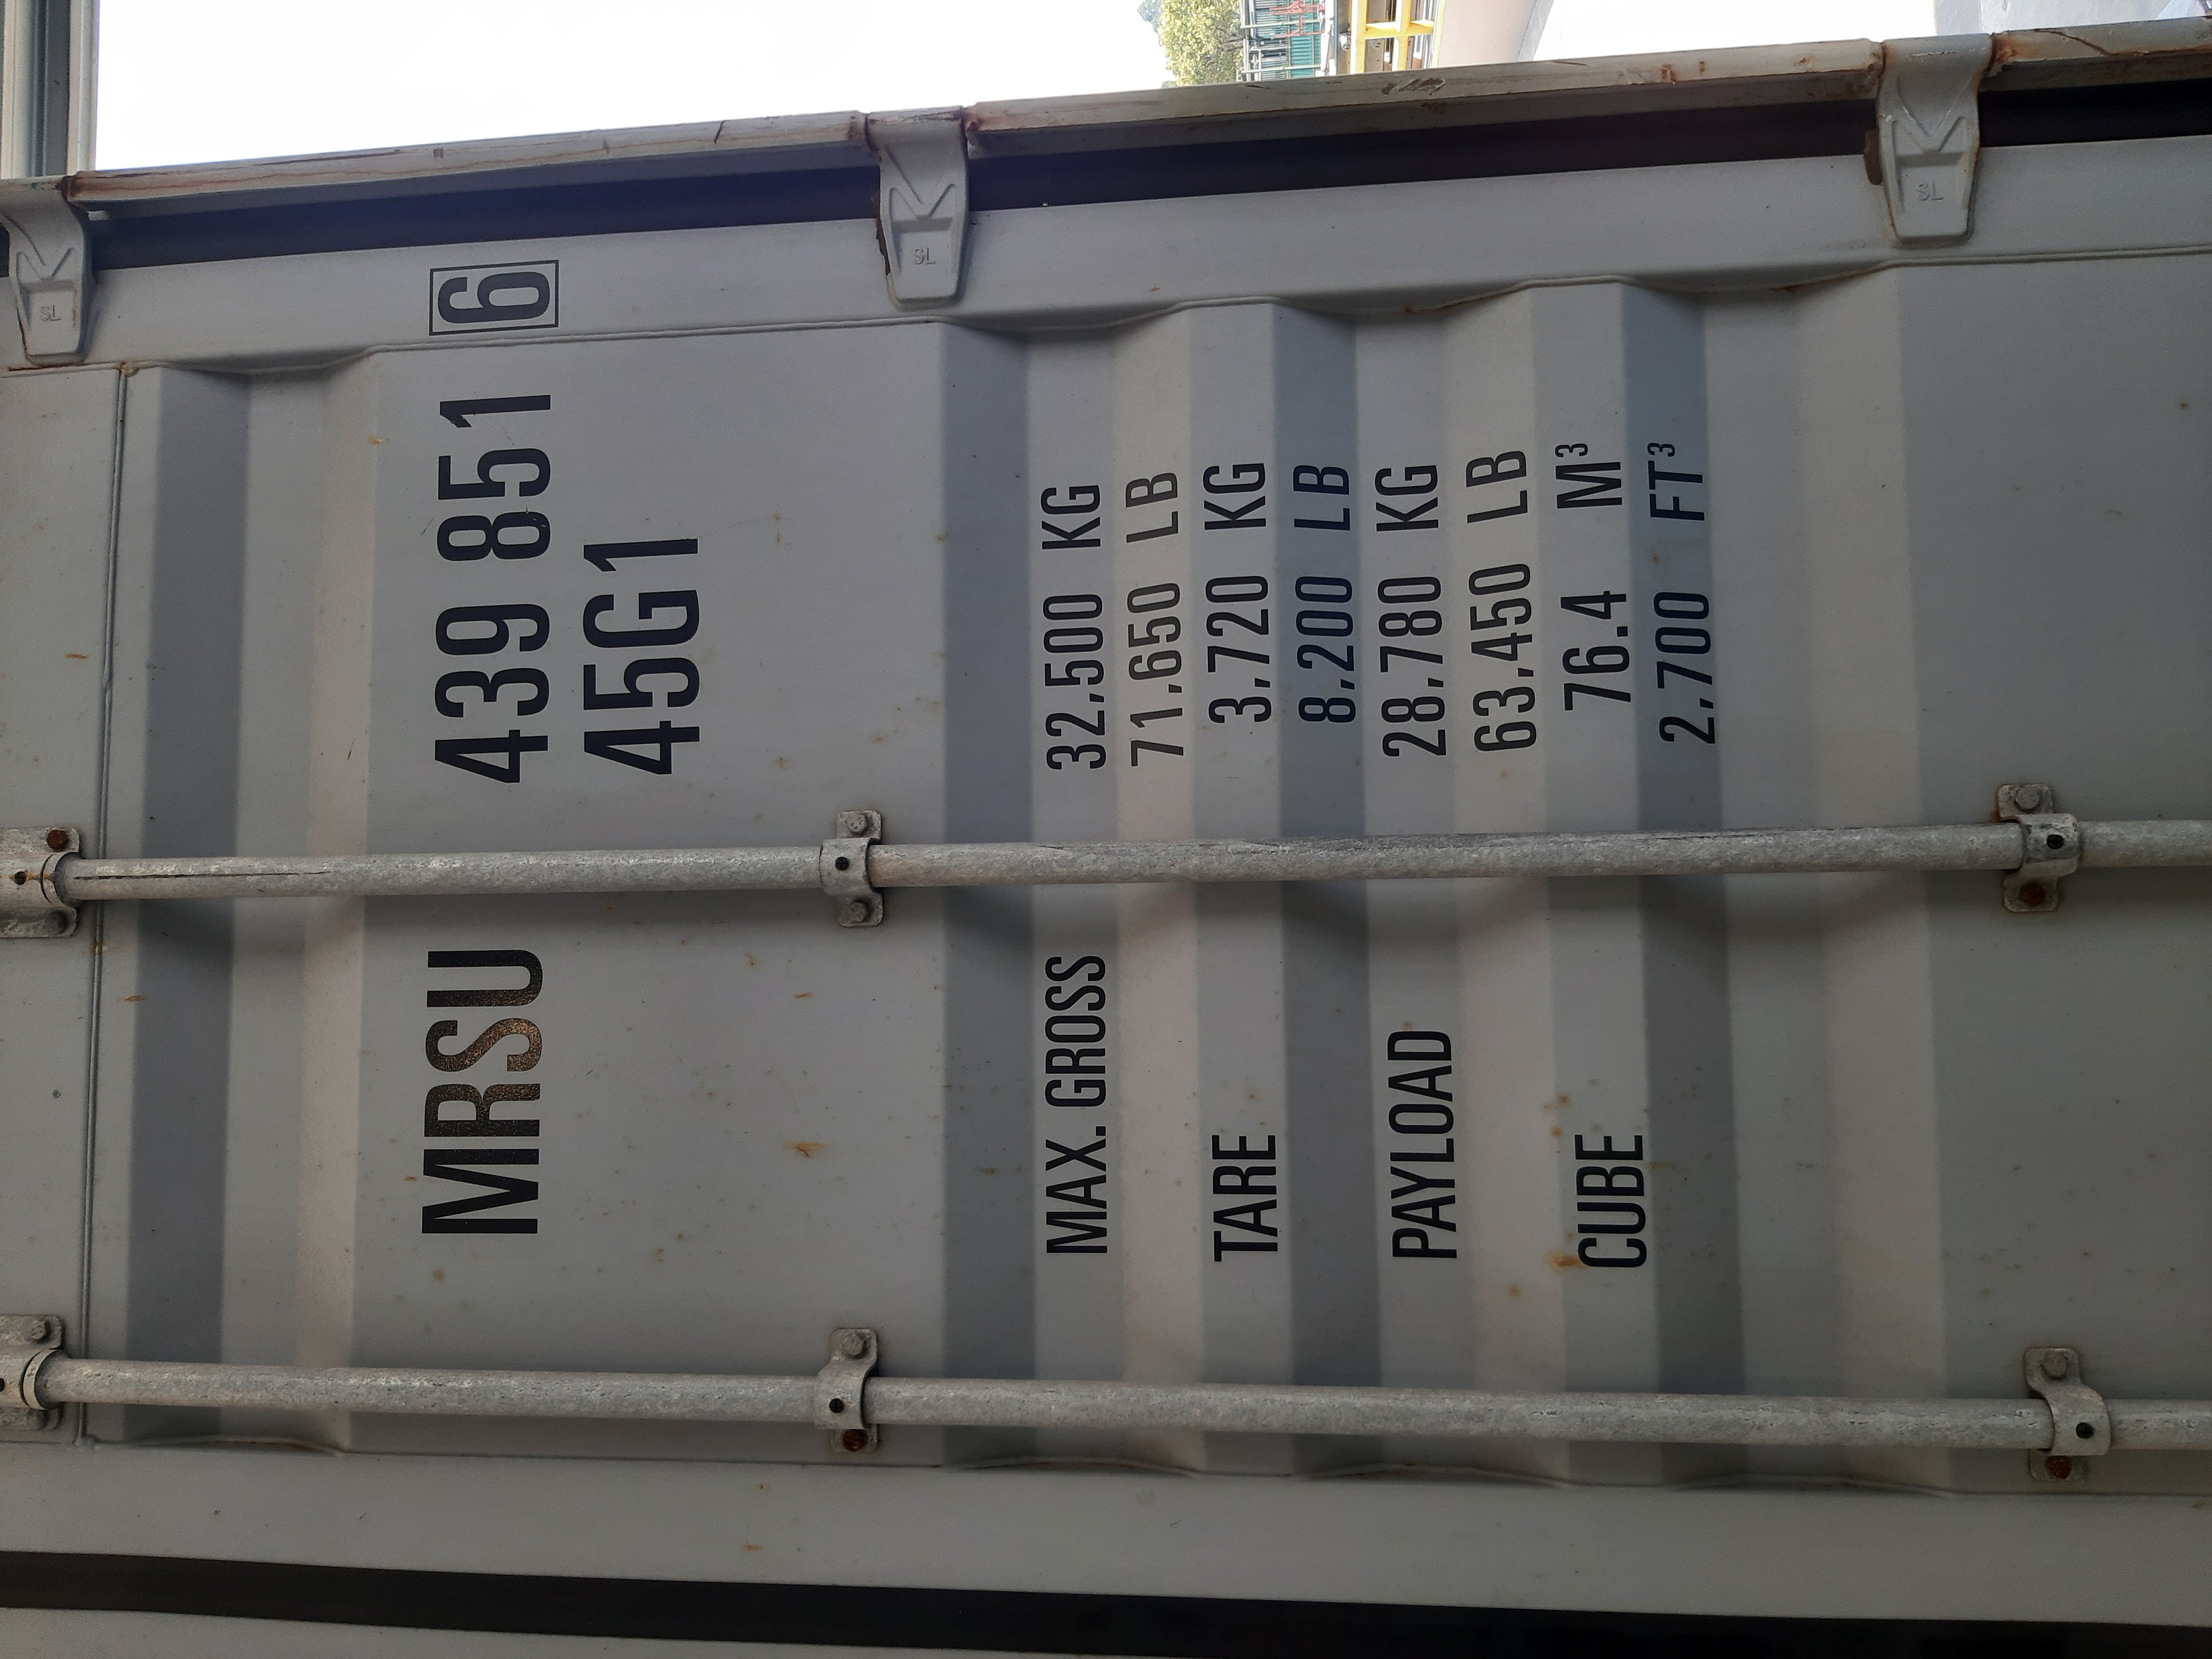 MRSU 439 851 6
45G1
MAX. GROSS 32,500 KG
71,650 LB
TARE 3,720 KG
8,200 LB
PAYLOAD 28,780 KG
63,450 LB
CUBE 76.4 M³
2,700 FT³
SL
SL
SL